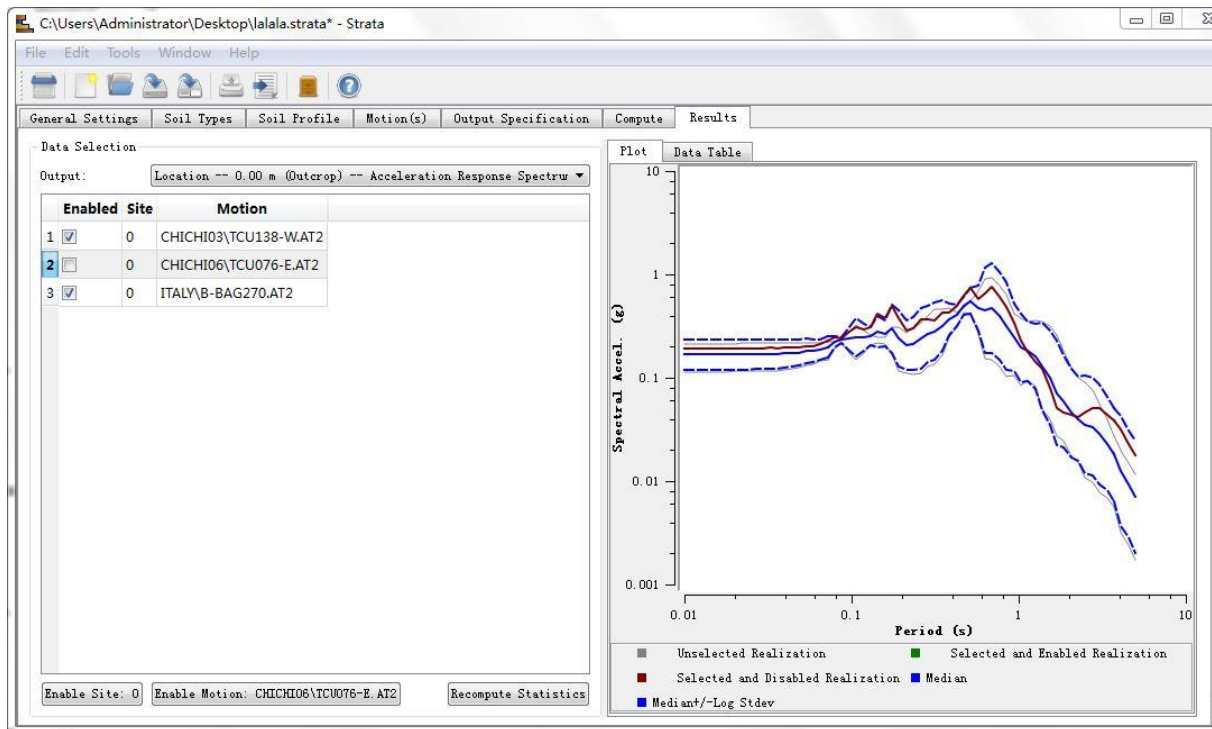 C:\Users\Administrator\Desktop\lalala.strata* - Strata
File Edit Tools Window Help
General Settings Soil Types Soil Profile Motion(s) Output Specification Compute Results
Data Selection
Output: Location -- 0.00 m (Outcrop) -- Acceleration Response Spectrur
Enabled Site Motion
1 0 CHICHI03\TCU138-W.AT2
2 0 CHICHI06\TCU076-E.AT2
3 0 ITALY\B-BAG270.AT2
Enable Site: 0 Enable Motion: CHICHI06\TCU076-E.AT2 Recompute Statistics
Plot Data Table
10
1
0.1
0.01
0.001
Spectral Accel. (g)
0.01 0.1 1 10
Period (s)
Unselected Realization Selected and Enabled Realization
Selected and Disabled Realization Median
Median+/-Log Stdev